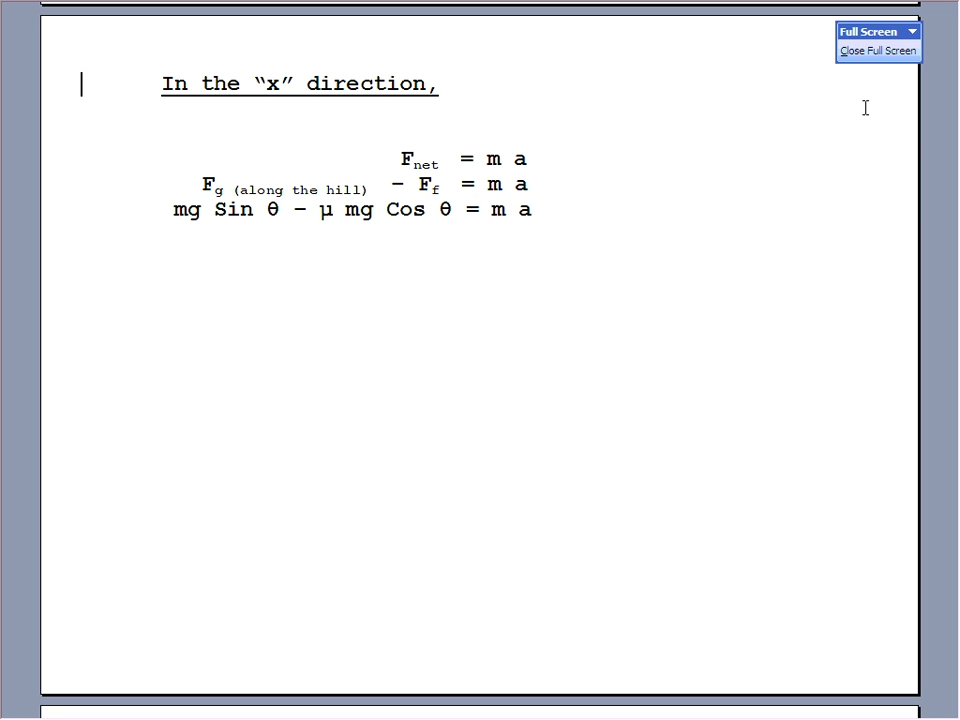 Full Screen
Close Full Screen
In the “x” direction,
Fnet = m a
Fg (along the hill) – Ff = m a
mg Sin θ – μ mg Cos θ = m a